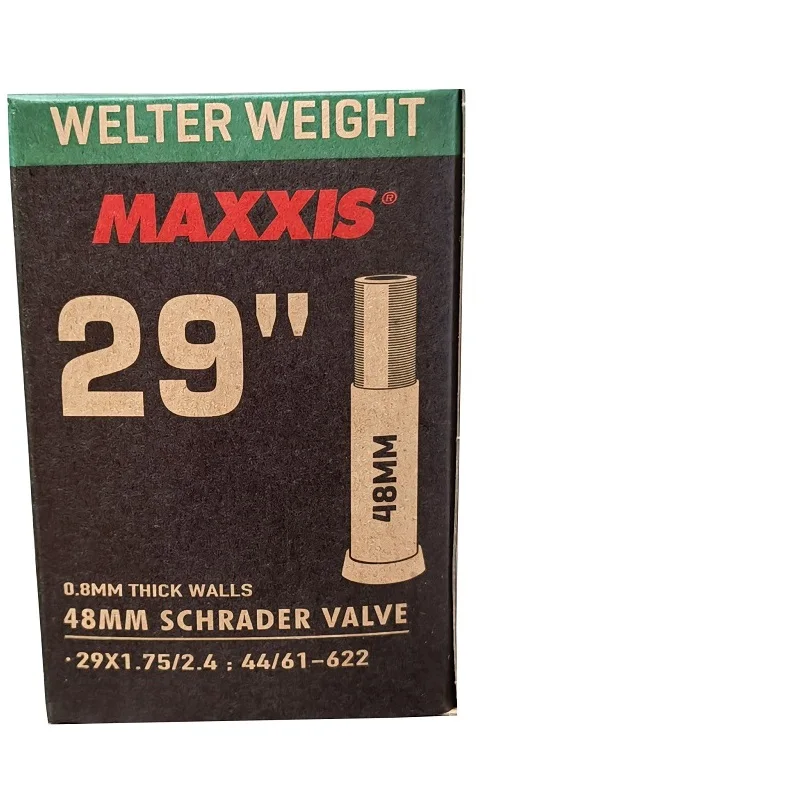 WELTER WEIGHT
MAXXIS®
29"
48MM
0.8MM THICK WALLS
48MM SCHRADER VALVE
·29X1.75/2.4 : 44/61-622